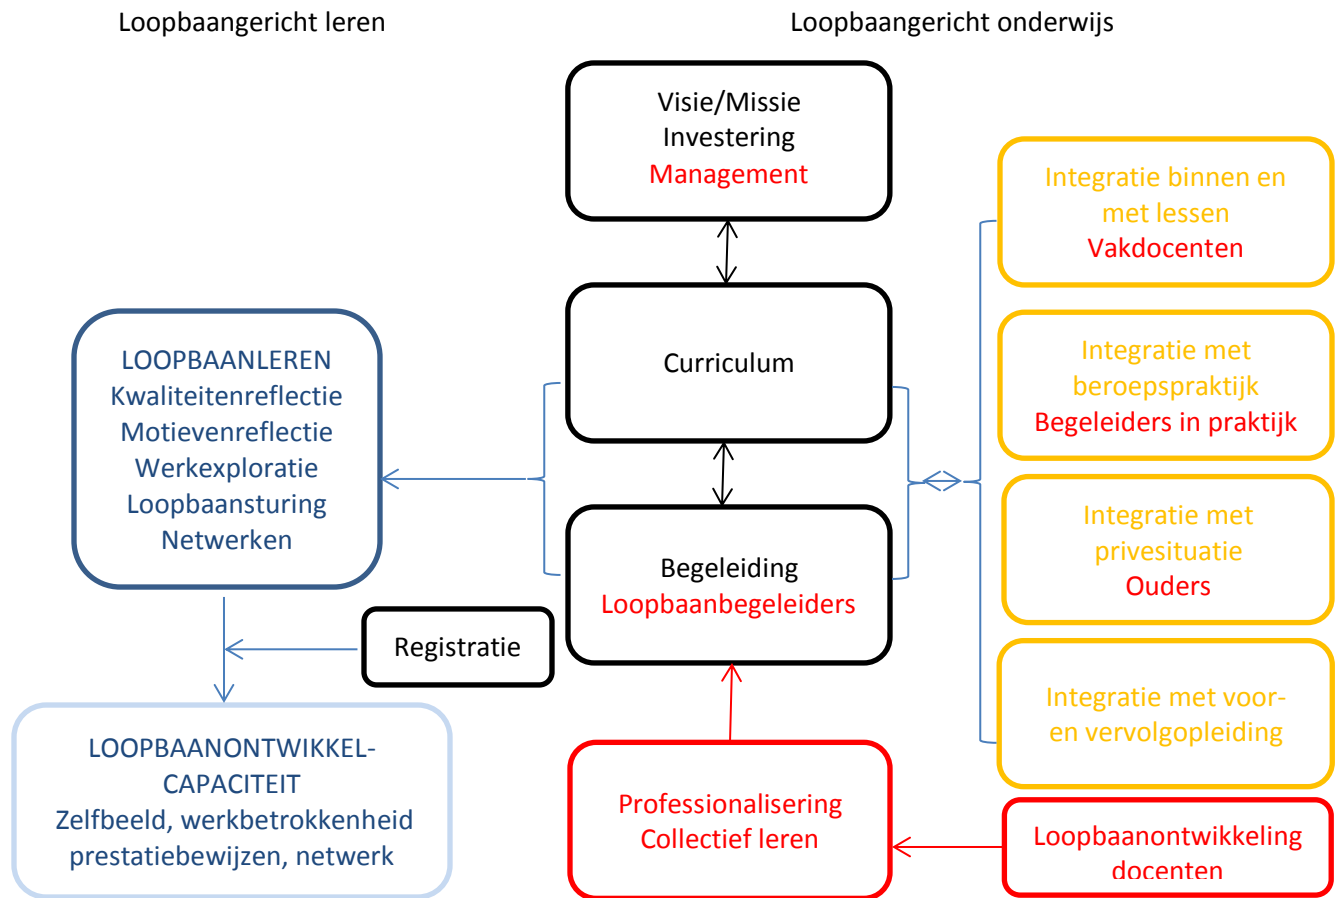 Loopbaangericht leren
Loopbaangericht onderwijs
Visie/Missie
Investering
Management
Curriculum
Begeleiding
Loopbaanbegeleiders
LOOPBAANLEREN
Kwaliteitenreflectie
Motievenreflectie
Werkexploratie
Loopbaansturing
Netwerken
Registratie
LOOPBAANONTWIKKEL-
CAPACITEIT
Zelfbeeld, werkbetrokkenheid
prestatiebewijzen, netwerk
Integratie binnen en
met lessen
Vakdocenten
Integratie met
beroepspraktijk
Begeleiders in praktijk
Integratie met
privesituatie
Ouders
Integratie met voor-
en vervolgopleiding
Professionalisering
Collectief leren
Loopbaanontwikkeling
docenten